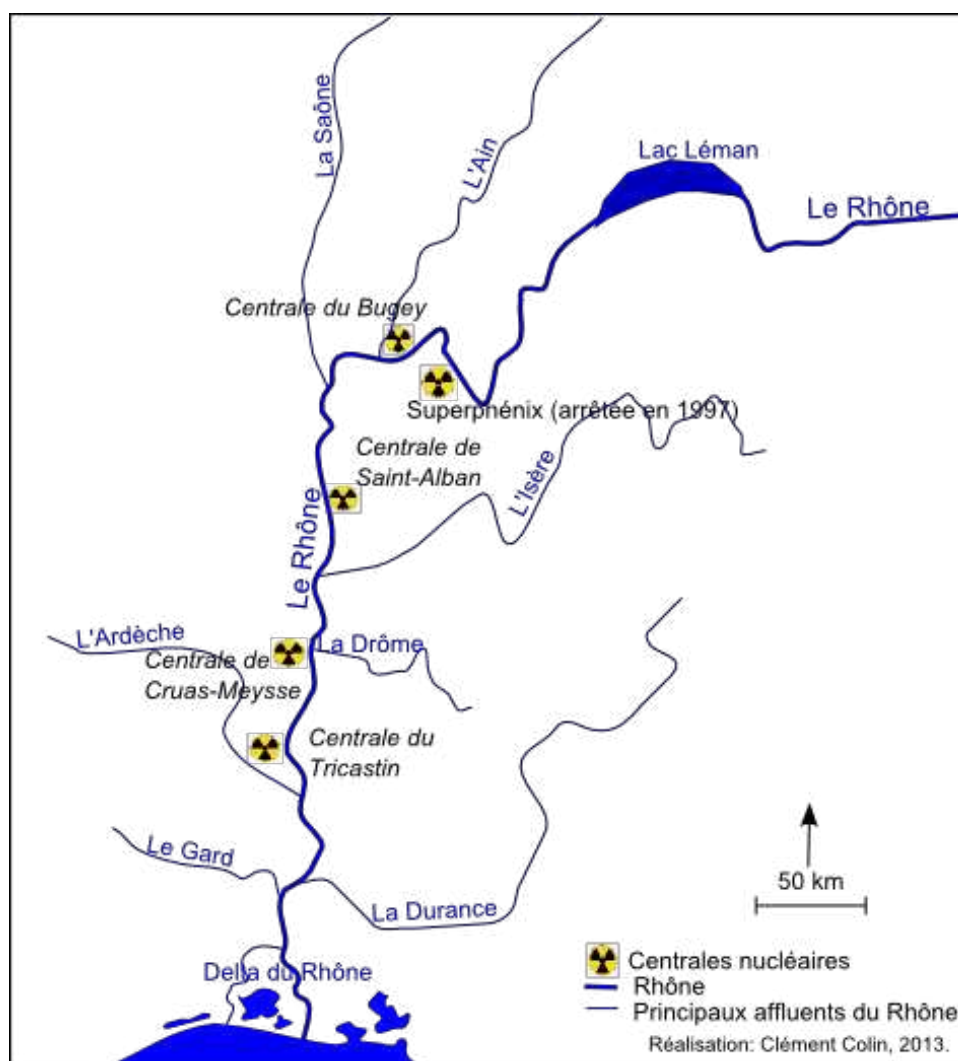 La Saône
L'Ain
Lac Léman
Le Rhône
Centrale du Bugey
Superphénix (arrêtée en 1997)
Centrale de
Saint-Alban
L'Isère
Le Rhône
L'Ardèche
La Drôme
Centrale de
Cruas-Meysse
Centrale du
Tricastin
Le Gard
50 km
La Durance
Delta du Rhône
Centrales nucléaires
Rhône
Principaux affluents du Rhône
Réalisation: Clément Colin, 2013.